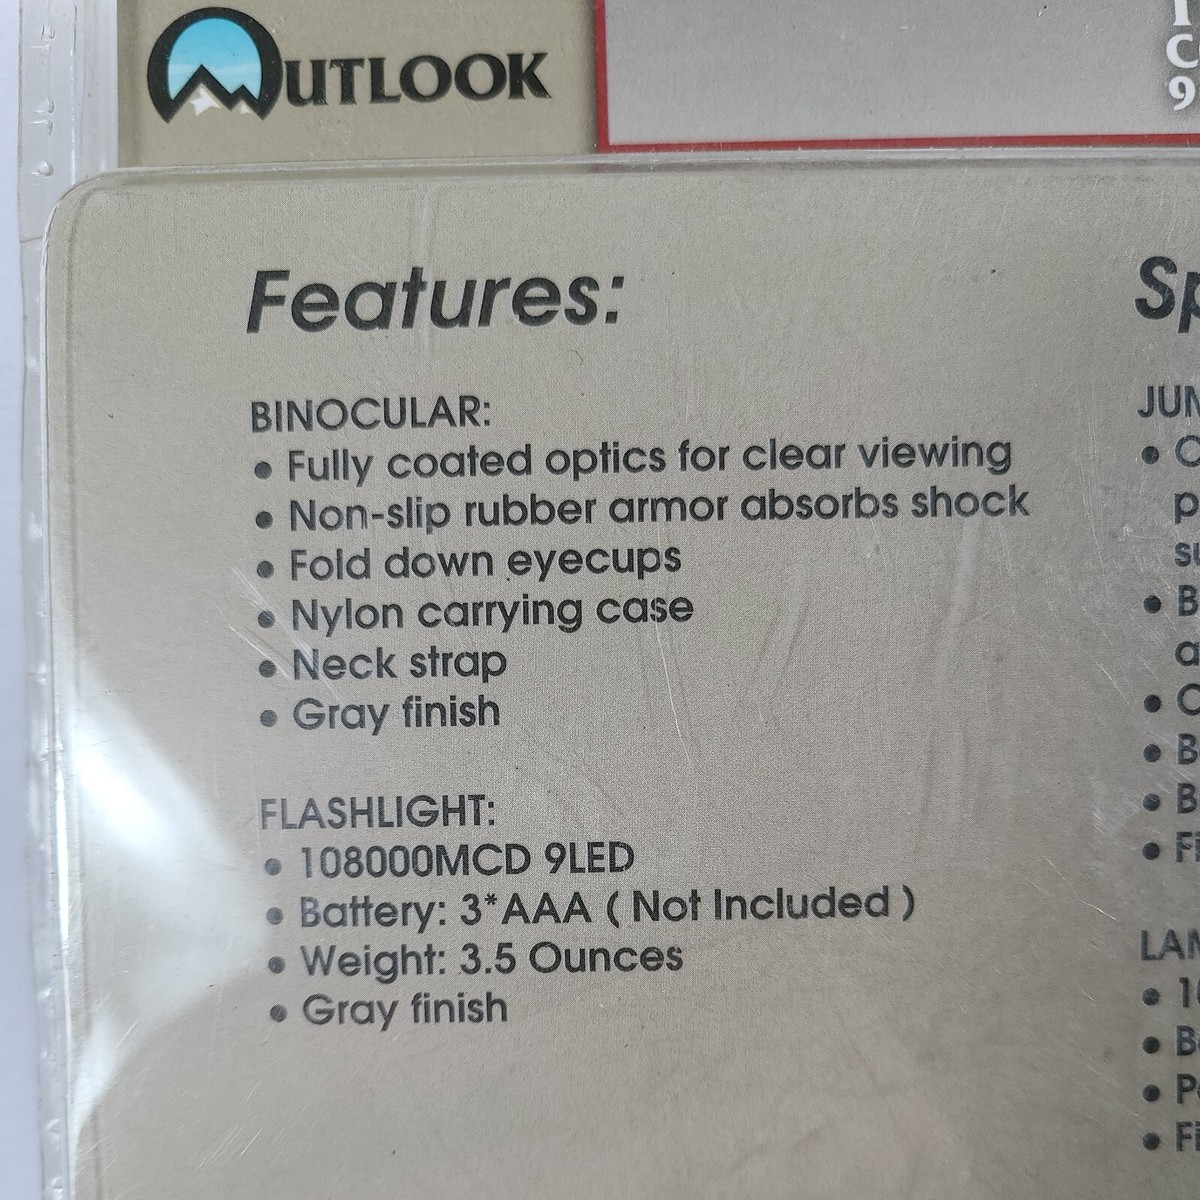 OUTLOOK
Features:
BINOCULAR:
• Fully coated optics for clear viewing
• Non-slip rubber armor absorbs shock
• Fold down eyecups
• Nylon carrying case
• Neck strap
• Gray finish
FLASHLIGHT:
• 108000MCD 9LED
• Battery: 3*AAA ( Not Included )
• Weight: 3.5 Ounces
• Gray finish